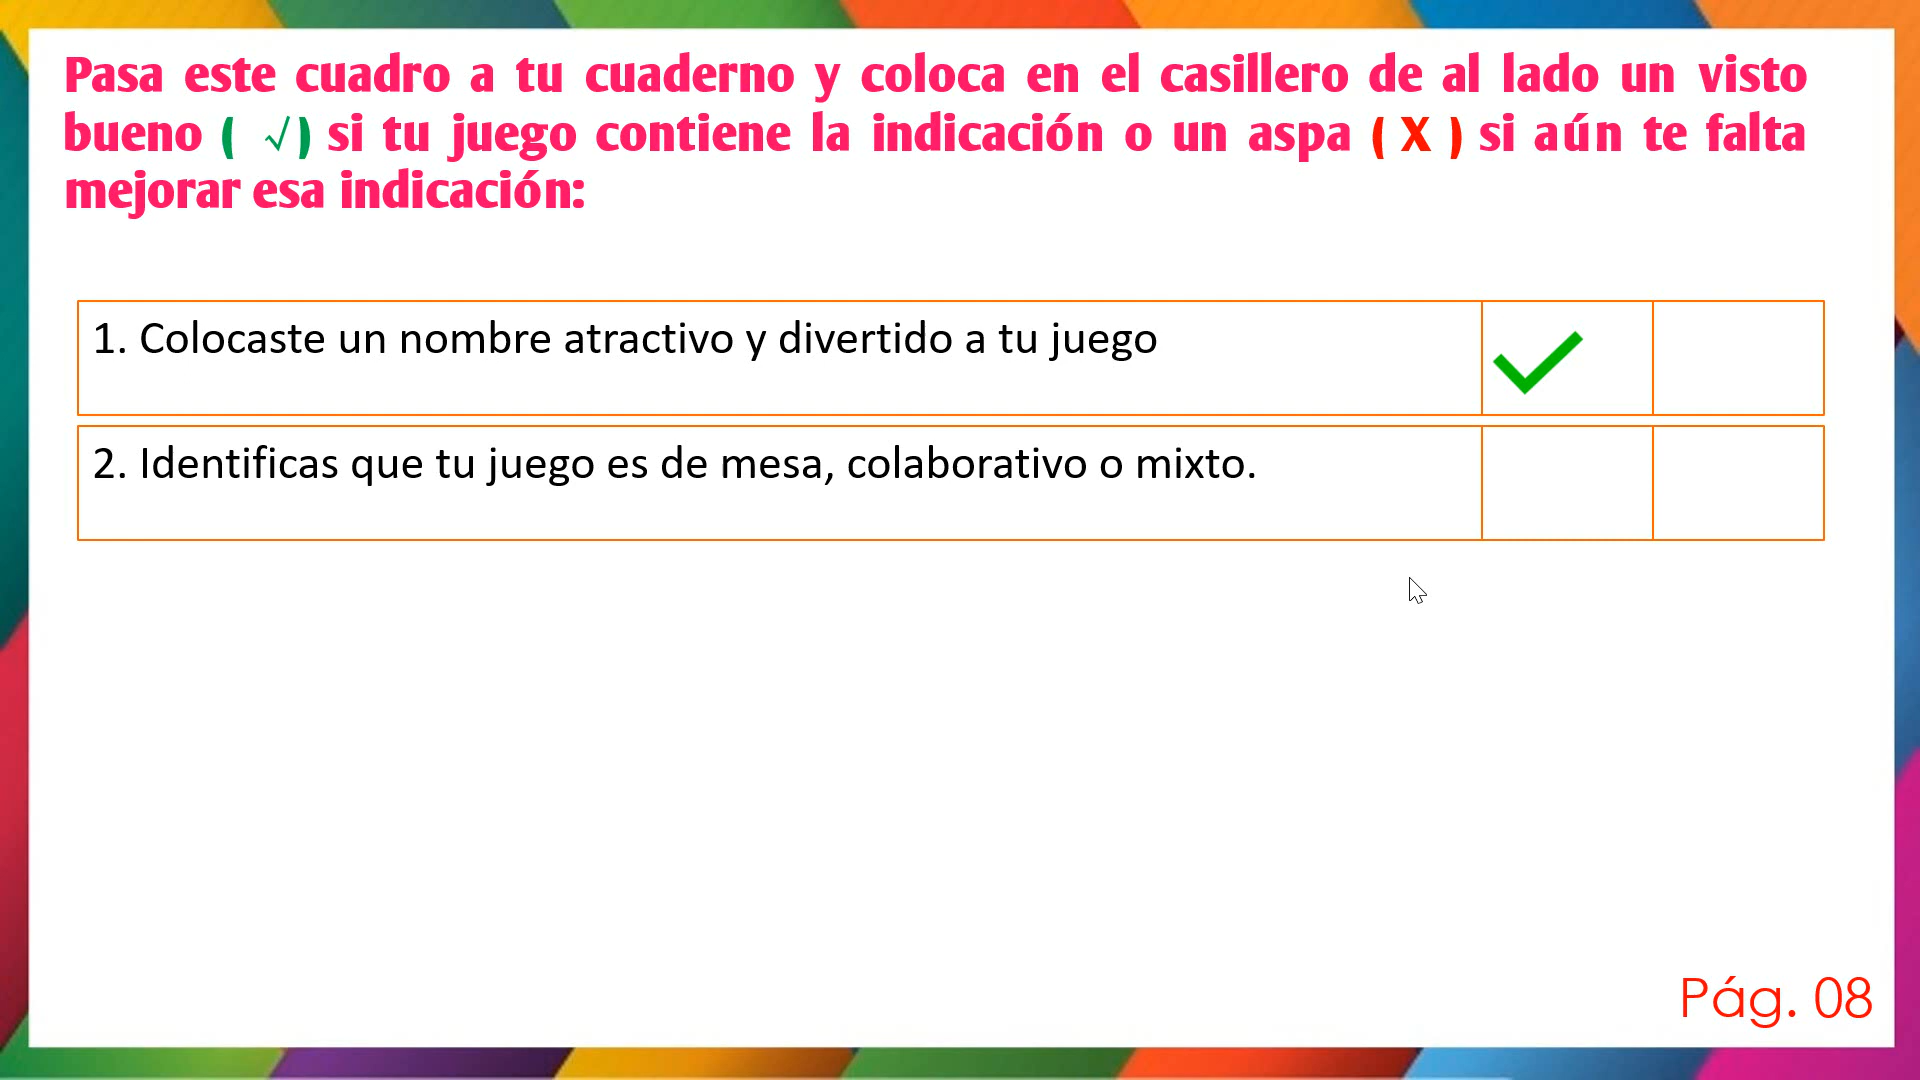 Pasa este cuadro a tu cuaderno y coloca en el casillero de al lado un visto
bueno ( √) si tu juego contiene la indicación o un aspa ( X ) si aún te falta
mejorar esa indicación:
1. Colocaste un nombre atractivo y divertido a tu juego
2. Identificas que tu juego es de mesa, colaborativo o mixto.
Pág. 08